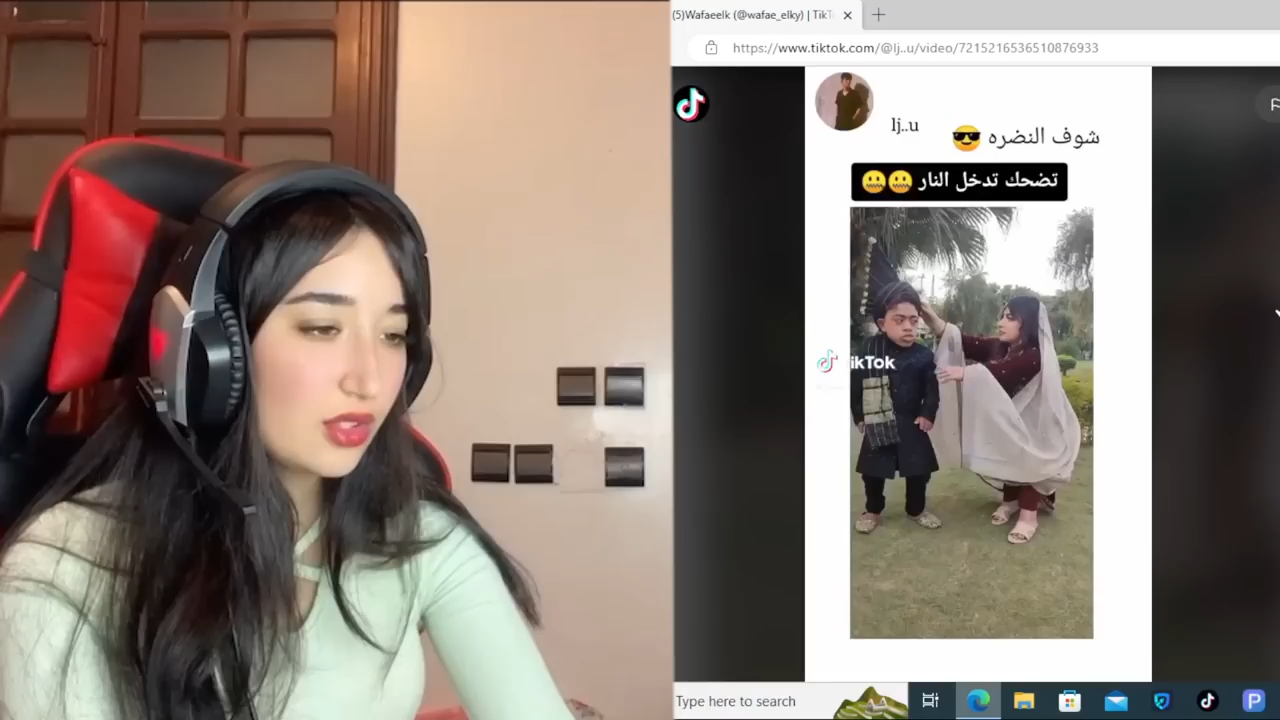 (5)Wafaeelk (@wafae_elky) | TikT
https://www.tiktok.com/@lj..u/video/7215216536510876933
lj..u
شوف النضره 😎
تضحك تدخل النار 🤐🤐
ikTok
Type here to search